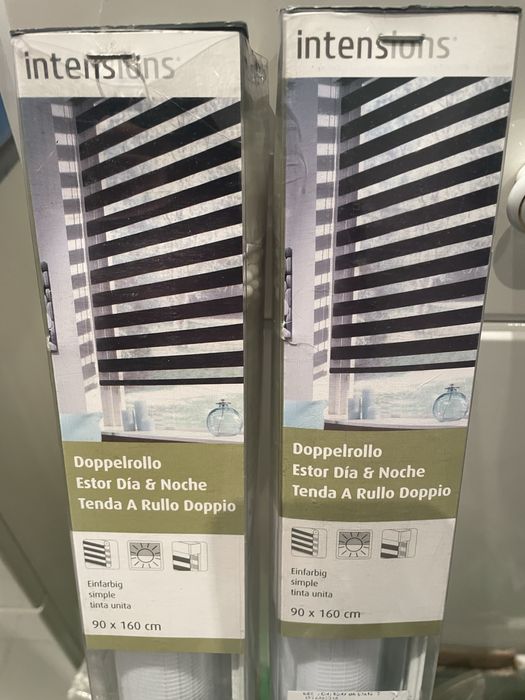 intensions
Doppelrollo
Estor Día & Noche
Tenda A Rullo Doppio
Einfarbig
simple
tinta unita
90 x 160 cm
intensions
Doppelrollo
Estor Día & Noche
Tenda A Rullo Doppio
Einfarbig
simple
tinta unita
90 x 160 cm